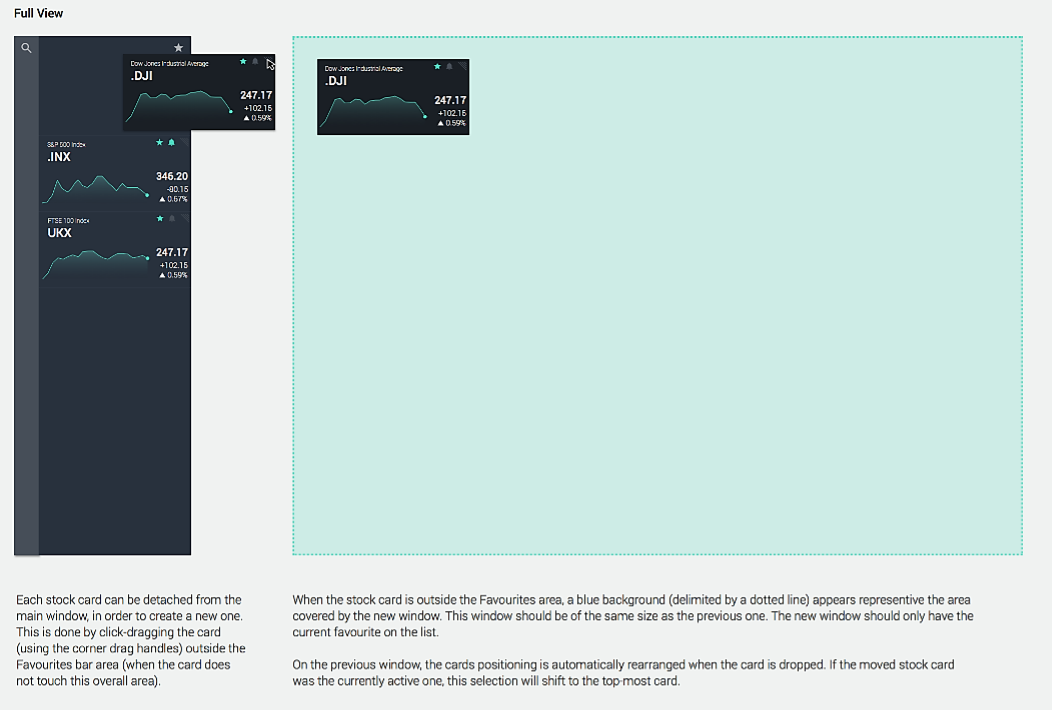 Full View
Dow Jones Industrial Average
.DJI
247.17
+102.15
▲ 0.59%
S&P 500 Index
.INX
346.20
-80.15
▲ 0.67%
FTSE 100 Index
UKX
247.17
+102.15
▲ 0.59%
Dow Jones Industrial Average
.DJI
247.17
+102.15
▲ 0.59%
Each stock card can be detached from the
main window, in order to create a new one.
This is done by click-dragging the card
(using the corner drag handles) outside the
Favourites bar area (when the card does
not touch this overall area).
When the stock card is outside the Favourites area, a blue background (delimited by a dotted line) appears representive the area
covered by the new window. This window should be of the same size as the previous one. The new window should only have the
current favourite on the list.
On the previous window, the cards positioning is automatically rearranged when the card is dropped. If the moved stock card
was the currently active one, this selection will shift to the top-most card.